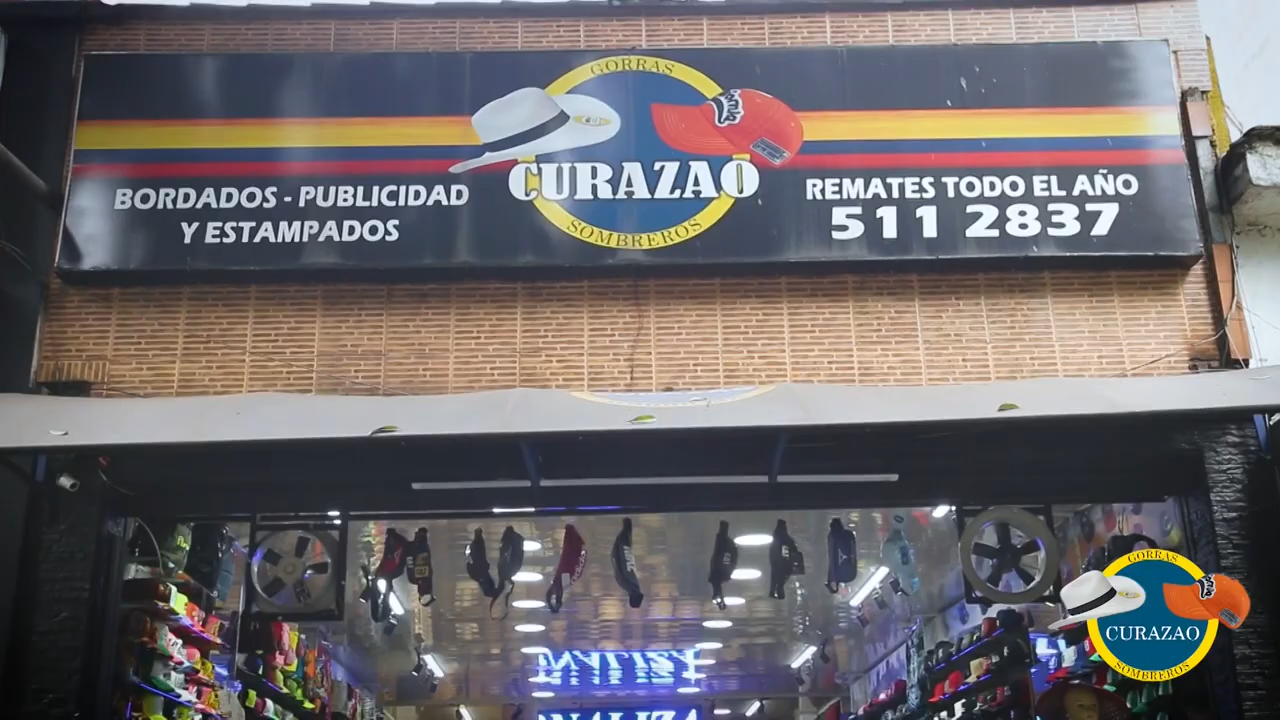 GORRAS
CURAZAO
SOMBREROS
BORDADOS - PUBLICIDAD
Y ESTAMPADOS
REMATES TODO EL AÑO
511 2837
GORRAS
CURAZAO
SOMBREROS